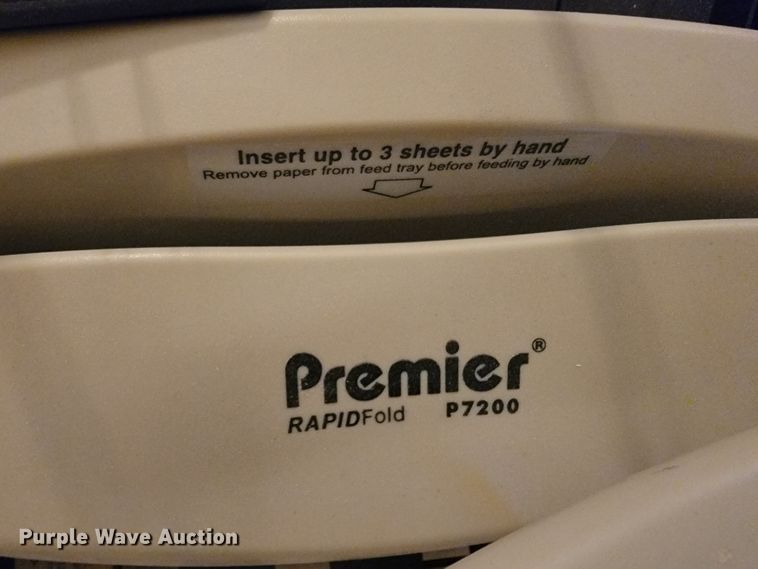 Insert up to 3 sheets by hand
Remove paper from feed tray before feeding by hand
Premier®
RAPIDFold P7200
Purple Wave Auction